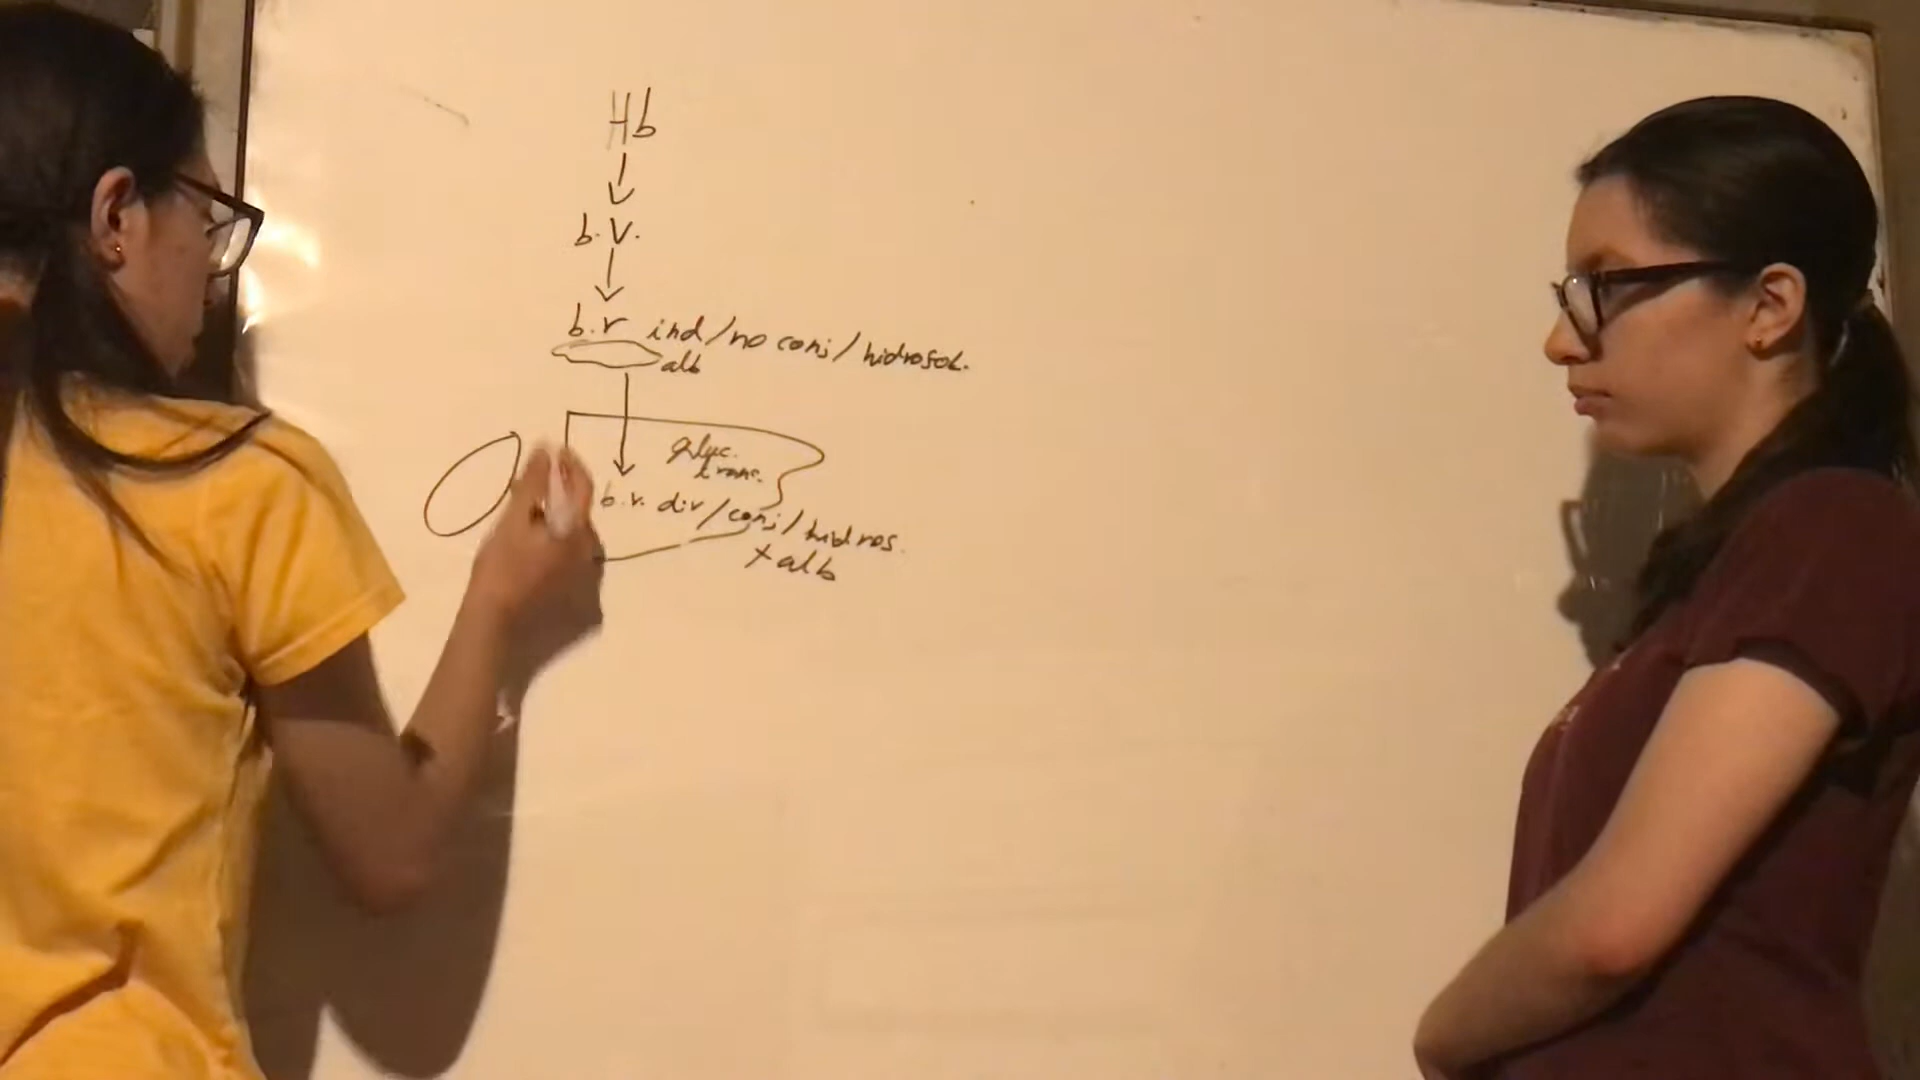 Hb
b.v.
b.r ind/no conj/hidrosol.
alb
gluc.
trans.
b.r. dir/conj/hidros.
+ alb